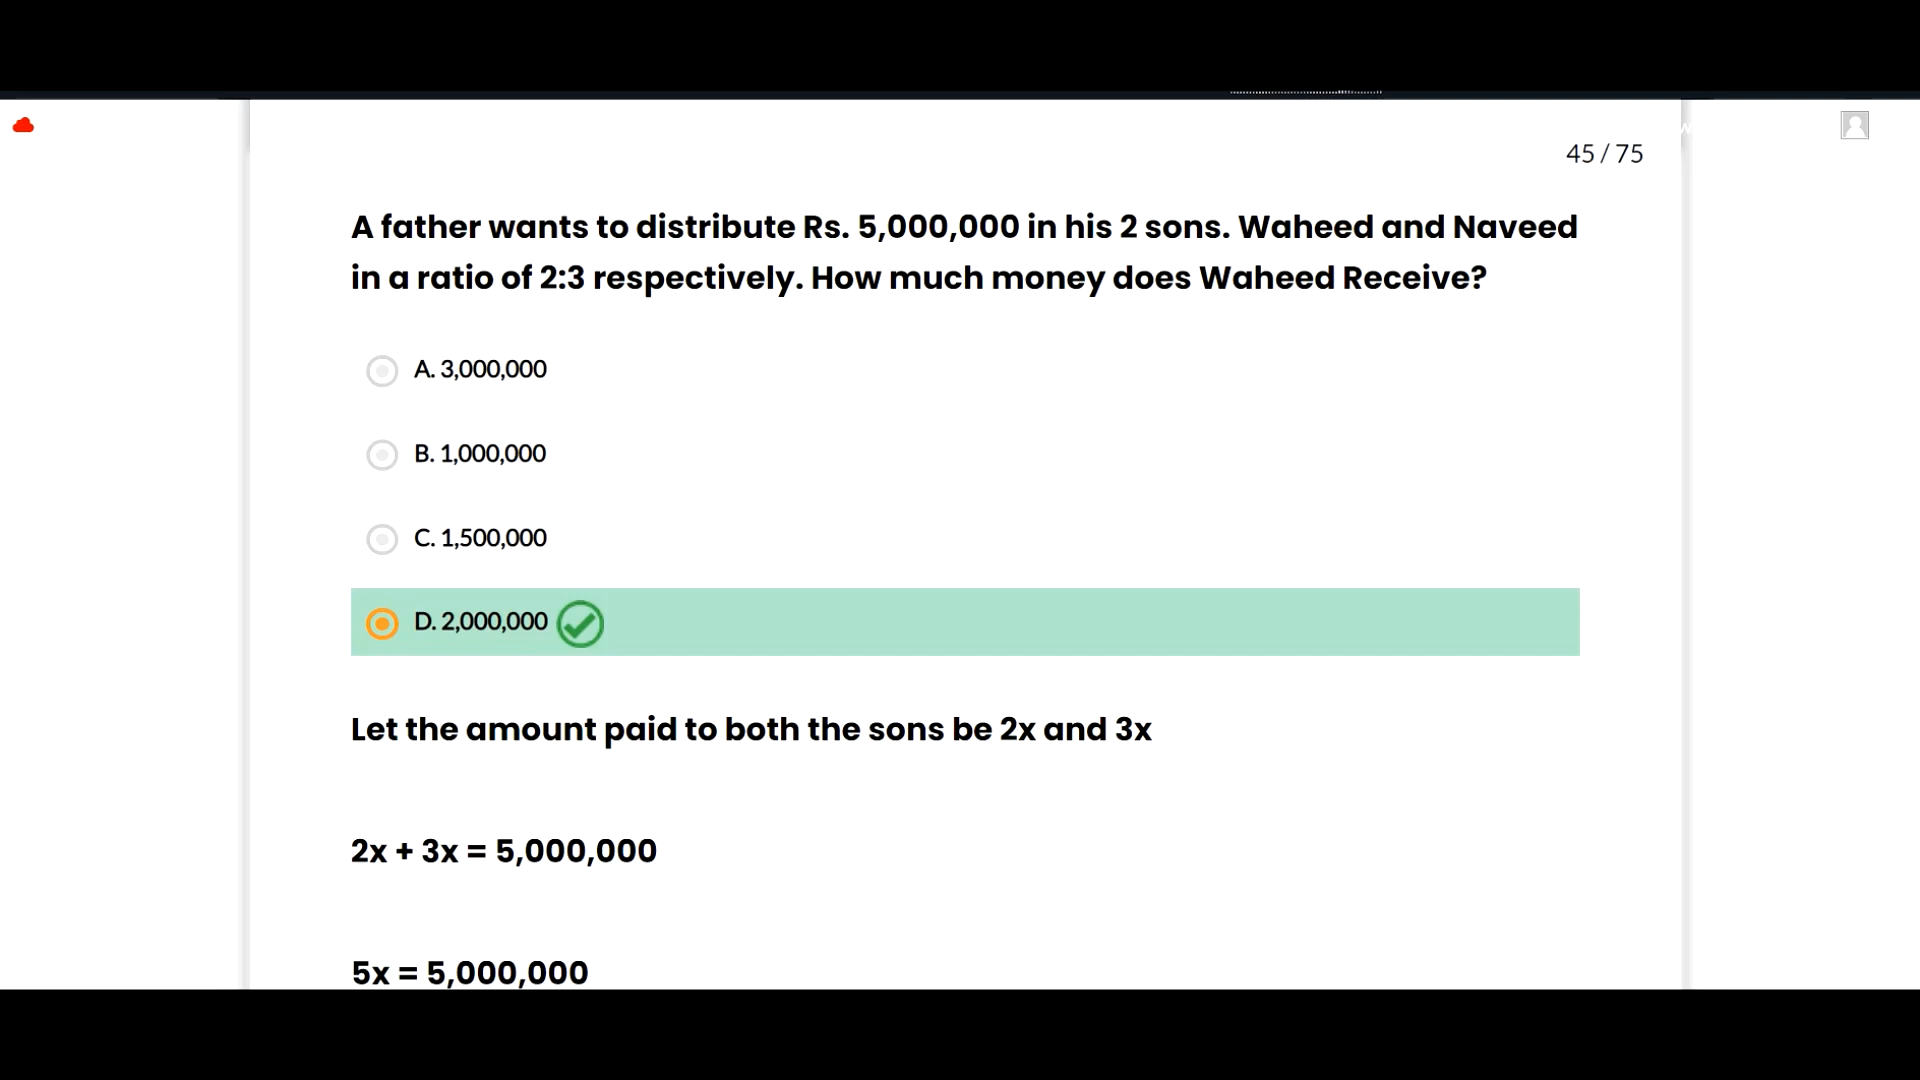 45 / 75
A father wants to distribute Rs. 5,000,000 in his 2 sons. Waheed and Naveed
in a ratio of 2:3 respectively. How much money does Waheed Receive?
A. 3,000,000
B. 1,000,000
C. 1,500,000
D. 2,000,000
Let the amount paid to both the sons be 2x and 3x
2x + 3x = 5,000,000
5x = 5,000,000